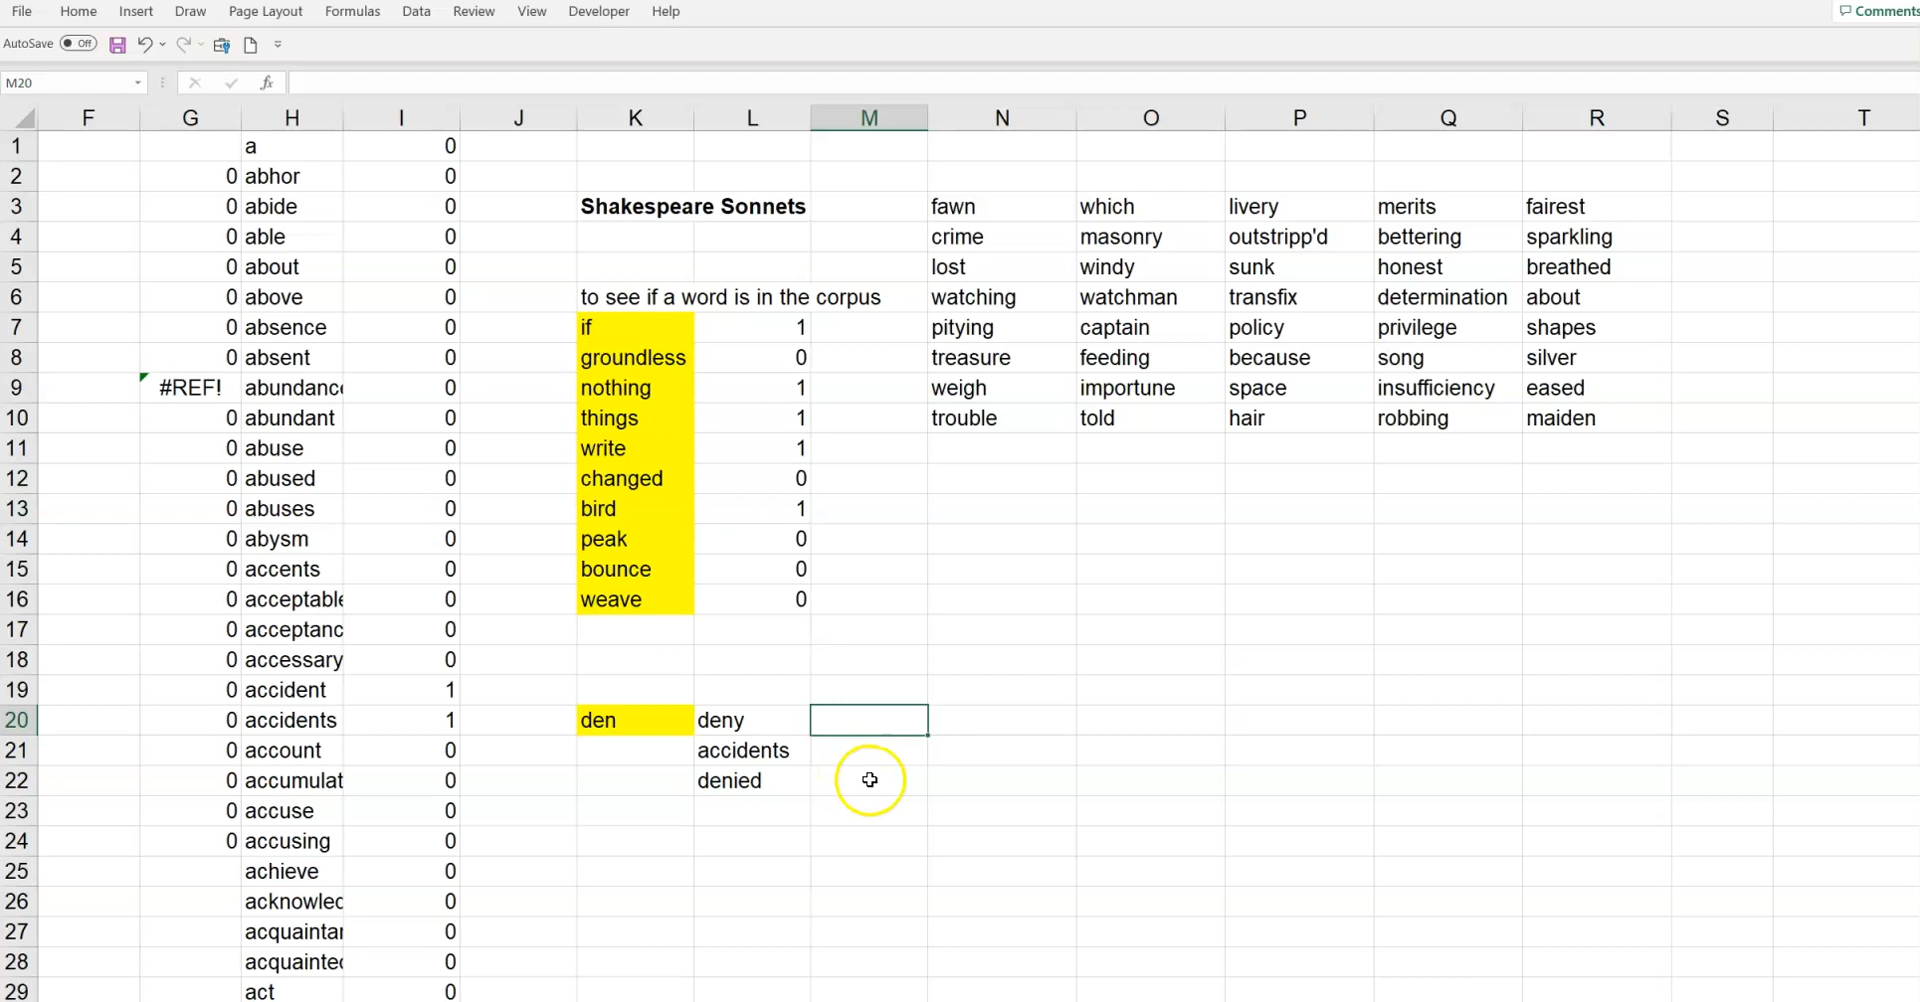 File Home Insert Draw Page Layout Formulas Data Review View Developer Help Comments
AutoSave Off
M20 fx
F G H I J K L M N O P Q R S T
1 a 0
2 0 abhor 0
3 0 abide 0 Shakespeare Sonnets fawn which livery merits fairest
4 0 able 0 crime masonry outstripp'd bettering sparkling
5 0 about 0 lost windy sunk honest breathed
6 0 above 0 to see if a word is in the corpus watching watchman transfix determination about
7 0 absence 0 if 1 pitying captain policy privilege shapes
8 0 absent 0 groundless 0 treasure feeding because song silver
9 #REF! abundance 0 nothing 1 weigh importune space insufficiency eased
10 0 abundant 0 things 1 trouble told hair robbing maiden
11 0 abuse 0 write 1
12 0 abused 0 changed 0
13 0 abuses 0 bird 1
14 0 abysm 0 peak 0
15 0 accents 0 bounce 0
16 0 acceptable 0 weave 0
17 0 acceptanc 0
18 0 accessary 0
19 0 accident 1
20 0 accidents 1 den deny
21 0 account 0 accidents
22 0 accumulat 0 denied
23 0 accuse 0
24 0 accusing 0
25 achieve 0
26 acknowled 0
27 acquaintan 0
28 acquainted 0
29 act 0